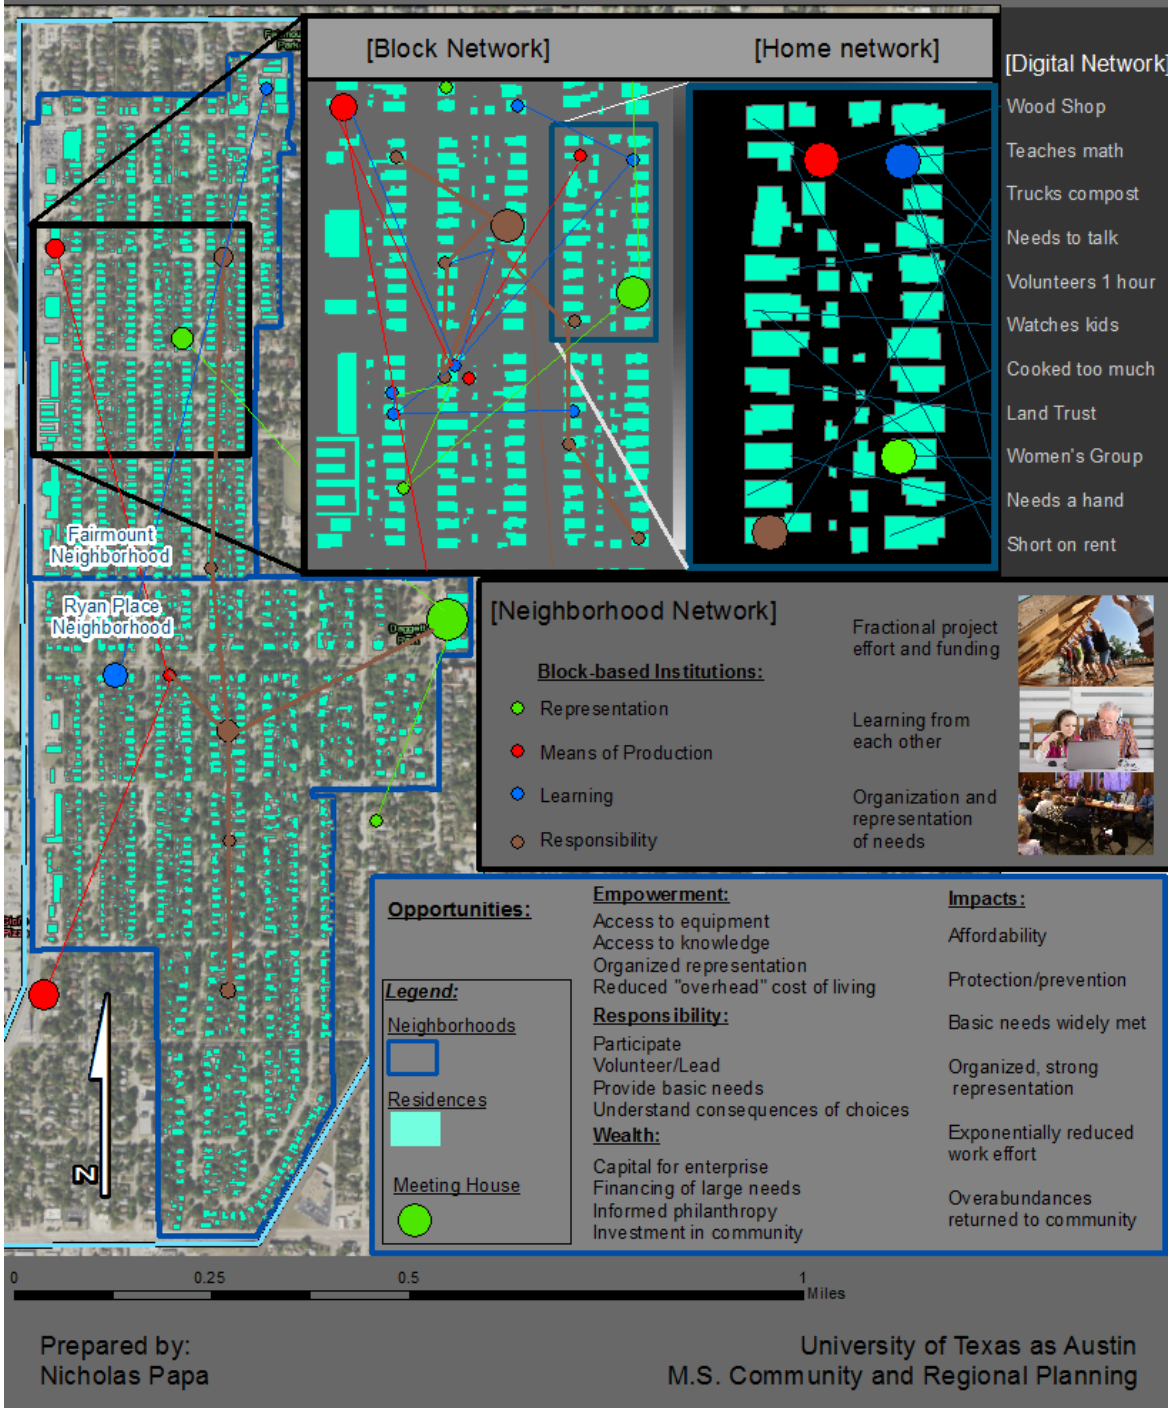 [Block Network]
[Home network]
[Digital Network]
Wood Shop
Teaches math
Trucks compost
Needs to talk
Volunteers 1 hour
Watches kids
Cooked too much
Land Trust
Women's Group
Needs a hand
Short on rent
Fairmount
Neighborhood
Ryan Place
Neighborhood
[Neighborhood Network]
Block-based Institutions:
Representation
Means of Production
Learning
Responsibility
Fractional project
effort and funding
Learning from
each other
Organization and
representation
of needs
Opportunities:
Legend:
Neighborhoods
Residences
Meeting House
Empowerment:
Access to equipment
Access to knowledge
Organized representation
Reduced "overhead" cost of living
Responsibility:
Participate
Volunteer/Lead
Provide basic needs
Understand consequences of choices
Wealth:
Capital for enterprise
Financing of large needs
Informed philanthropy
Investment in community
Impacts:
Affordability
Protection/prevention
Basic needs widely met
Organized, strong
representation
Exponentially reduced
work effort
Overabundances
returned to community
N
0 0.25 0.5 1
Miles
Prepared by:
Nicholas Papa
University of Texas as Austin
M.S. Community and Regional Planning